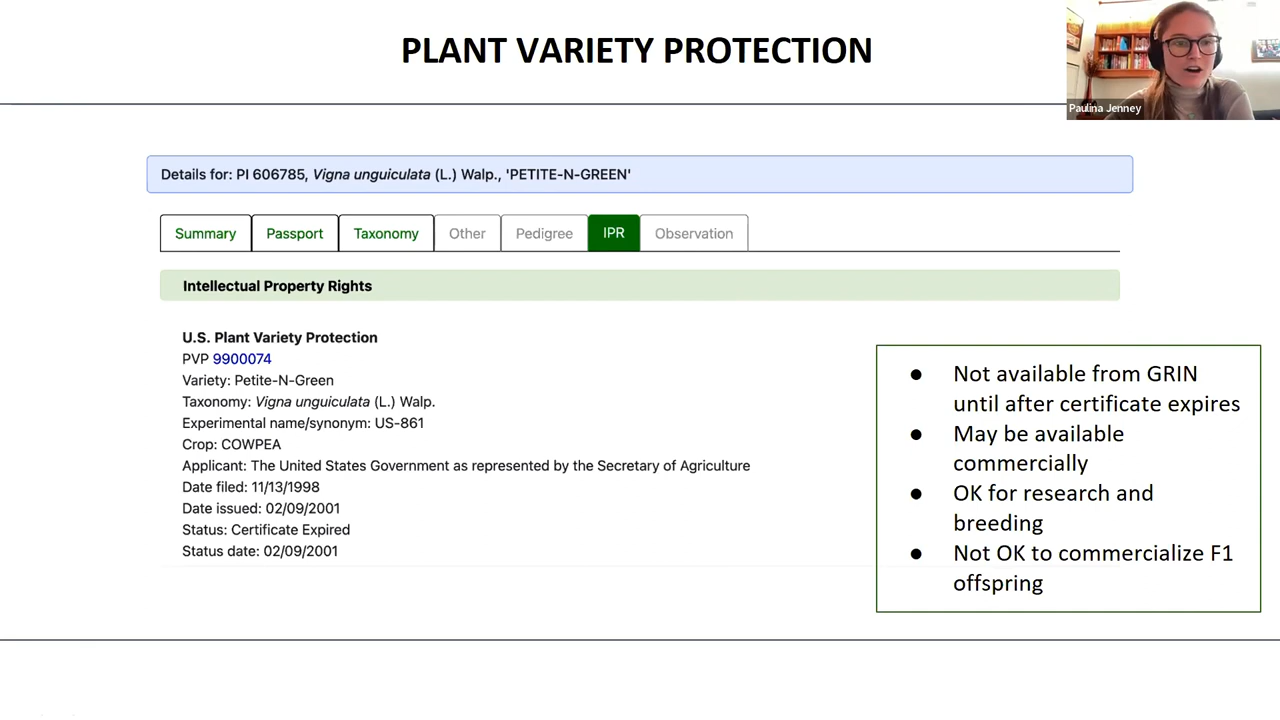 PLANT VARIETY PROTECTION
Paulina Jenney
Details for: PI 606785, Vigna unguiculata (L.) Walp., 'PETITE-N-GREEN'
Summary Passport Taxonomy Other Pedigree IPR Observation
Intellectual Property Rights
U.S. Plant Variety Protection
PVP 9900074
Variety: Petite-N-Green
Taxonomy: Vigna unguiculata (L.) Walp.
Experimental name/synonym: US-861
Crop: COWPEA
Applicant: The United States Government as represented by the Secretary of Agriculture
Date filed: 11/13/1998
Date issued: 02/09/2001
Status: Certificate Expired
Status date: 02/09/2001
● Not available from GRIN
until after certificate expires
● May be available
commercially
● OK for research and
breeding
● Not OK to commercialize F1
offspring